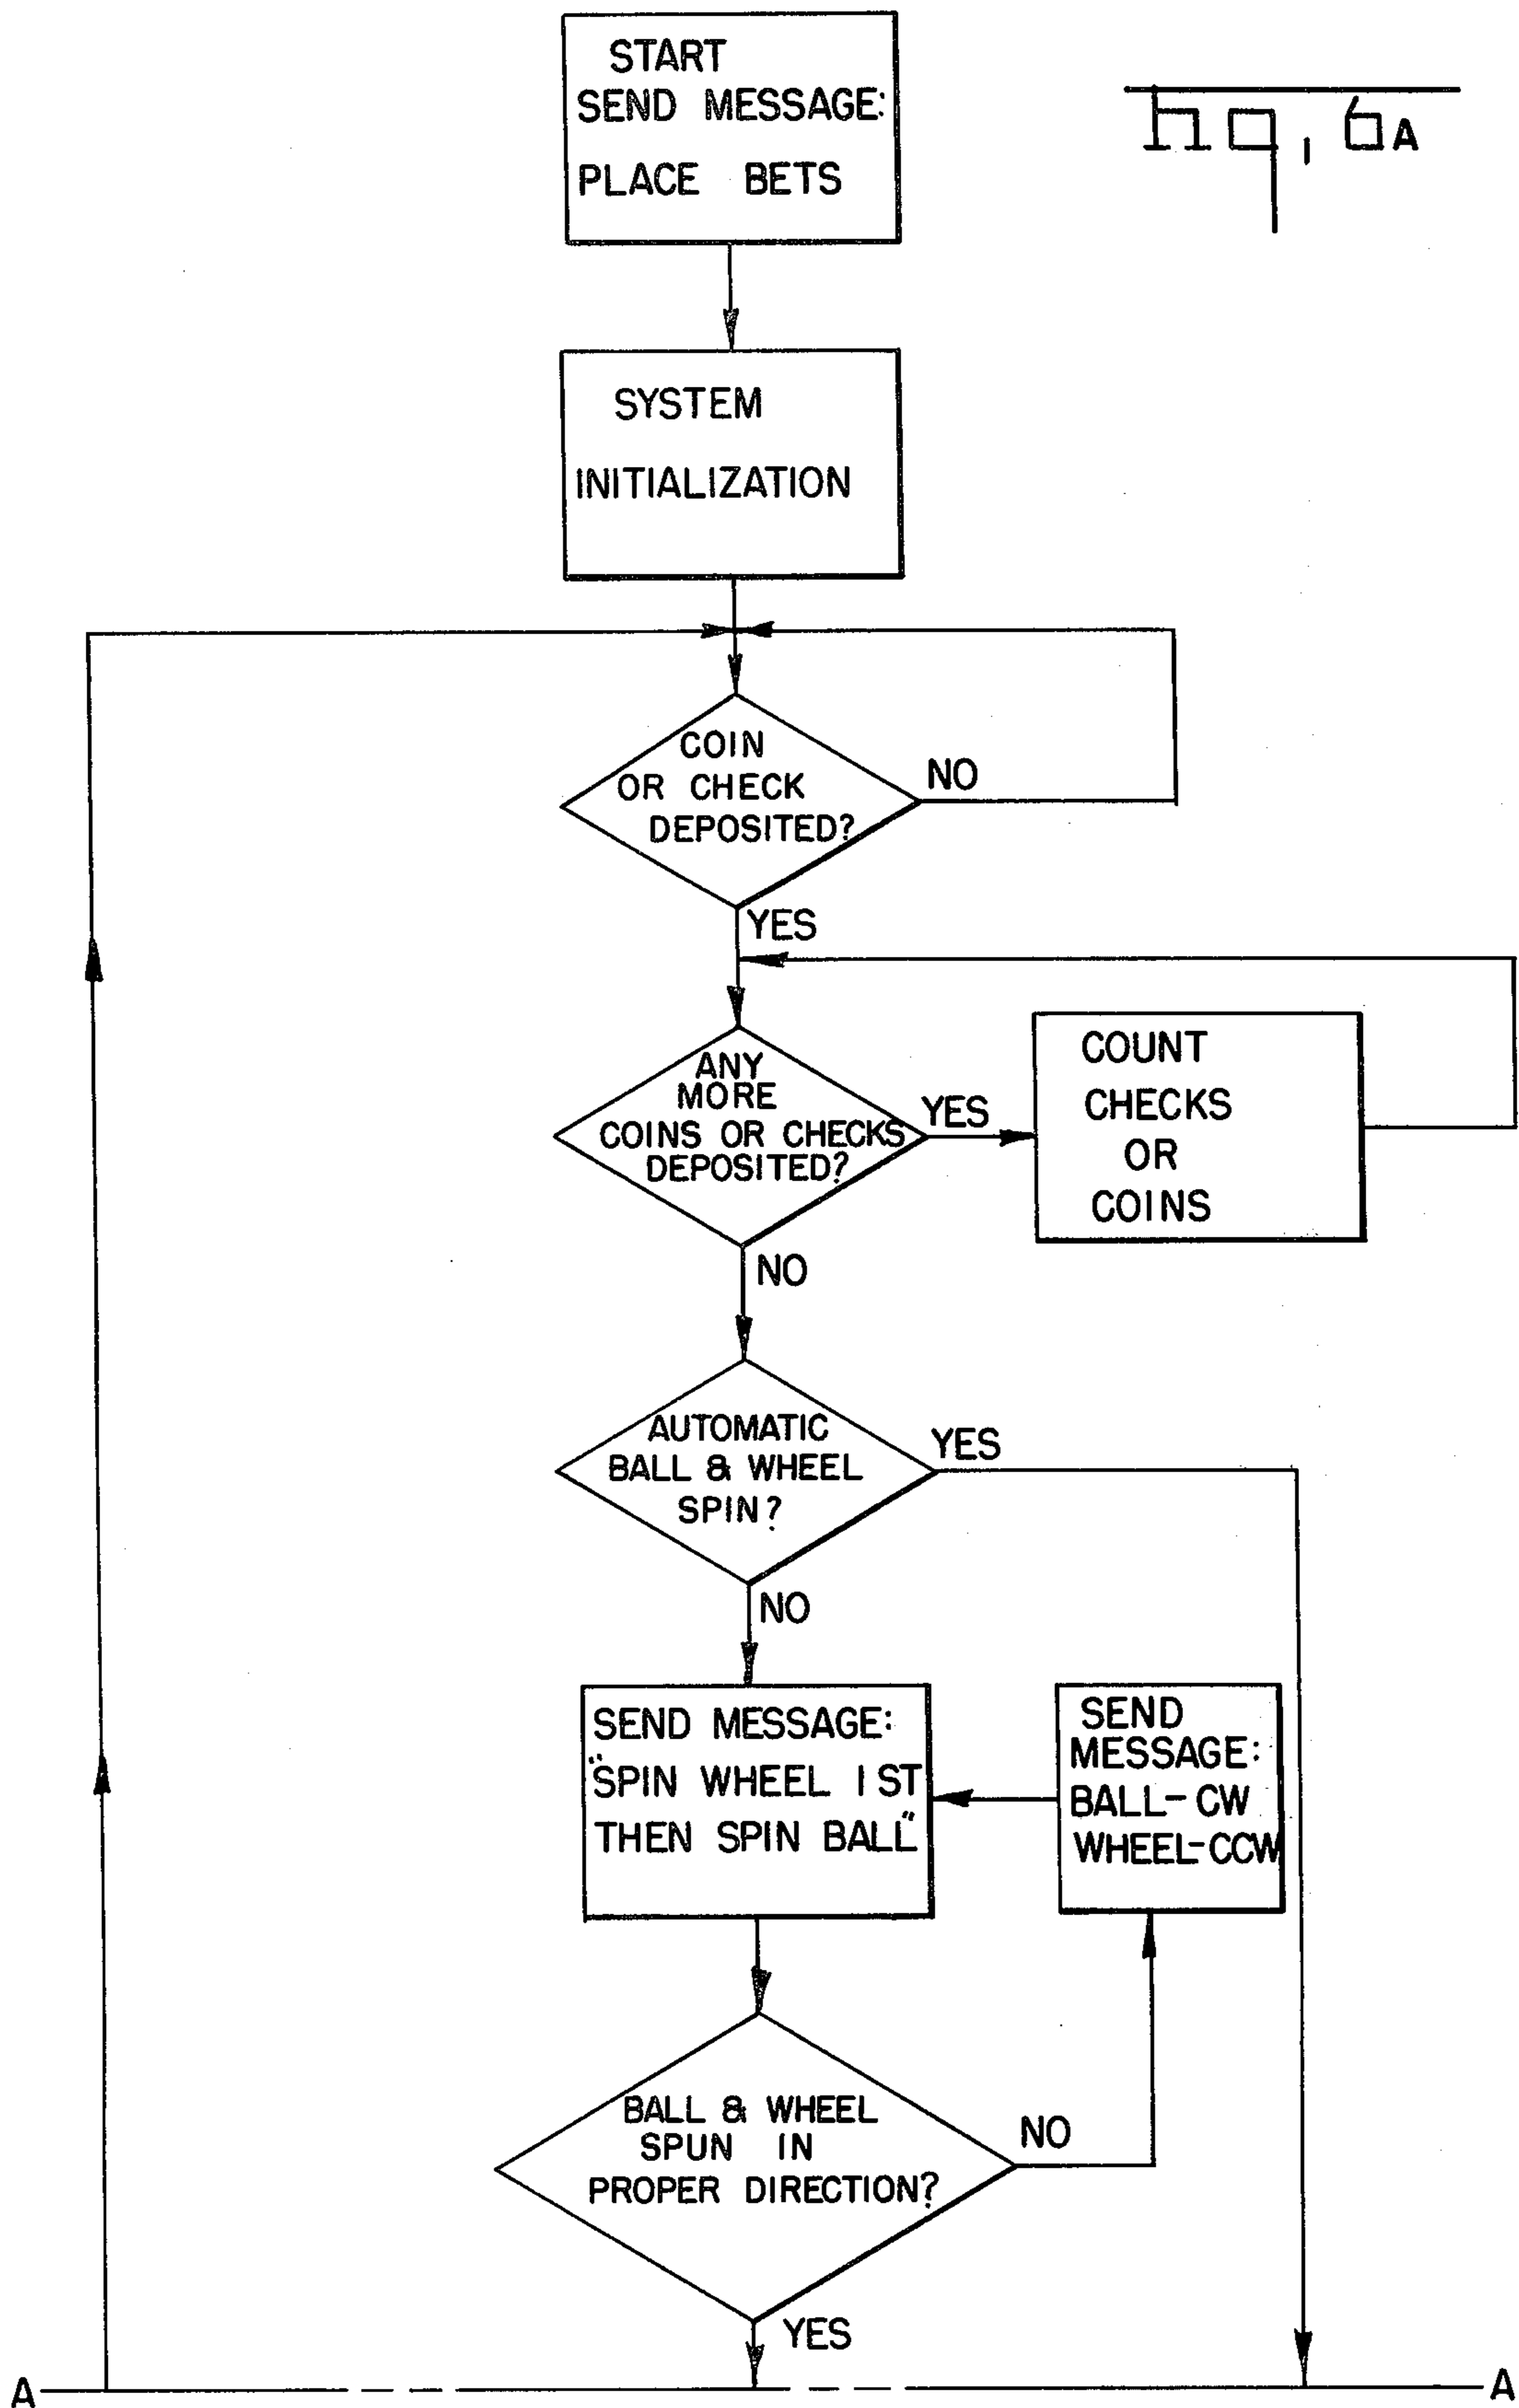 START
SEND MESSAGE:
PLACE BETS
Fig. 6A
SYSTEM
INITIALIZATION
COIN
OR CHECK
DEPOSITED?
NO
YES
ANY
MORE
COINS OR CHECKS
DEPOSITED?
YES
COUNT
CHECKS
OR
COINS
NO
AUTOMATIC
BALL & WHEEL
SPIN?
YES
NO
SEND MESSAGE:
"SPIN WHEEL 1ST
THEN SPIN BALL"
SEND
MESSAGE:
BALL-CW
WHEEL-CCW
BALL & WHEEL
SPUN IN
PROPER DIRECTION?
NO
YES
A
A